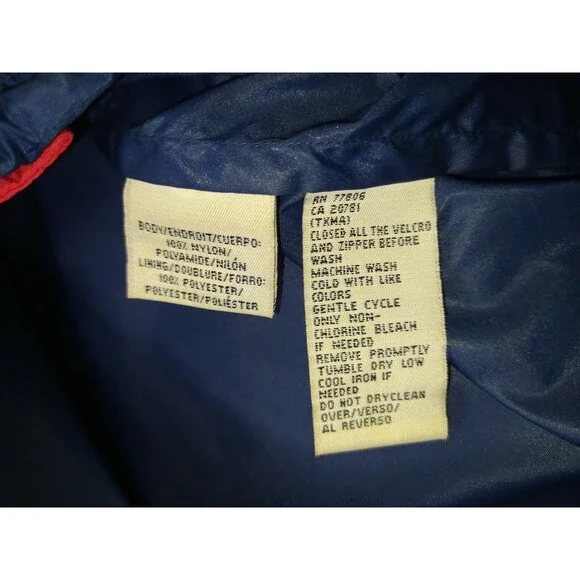 BODY/ENDROIT/CUERPO:
100% NYLON/
POLYAMIDE/NILÓN
LINING/DOUBLURE/FORRO:
100% POLYESTER/
POLYESTER/POLIÉSTER
RN 77806
CA 20781
(TXMA)
CLOSED ALL THE VELCRO
AND ZIPPER BEFORE
WASH
MACHINE WASH
COLD WITH LIKE
COLORS
GENTLE CYCLE
ONLY NON-
CHLORINE BLEACH
IF NEEDED
REMOVE PROMPTLY
TUMBLE DRY LOW
COOL IRON IF
NEEDED
DO NOT DRYCLEAN
OVER/VERSO/
AL REVERSO